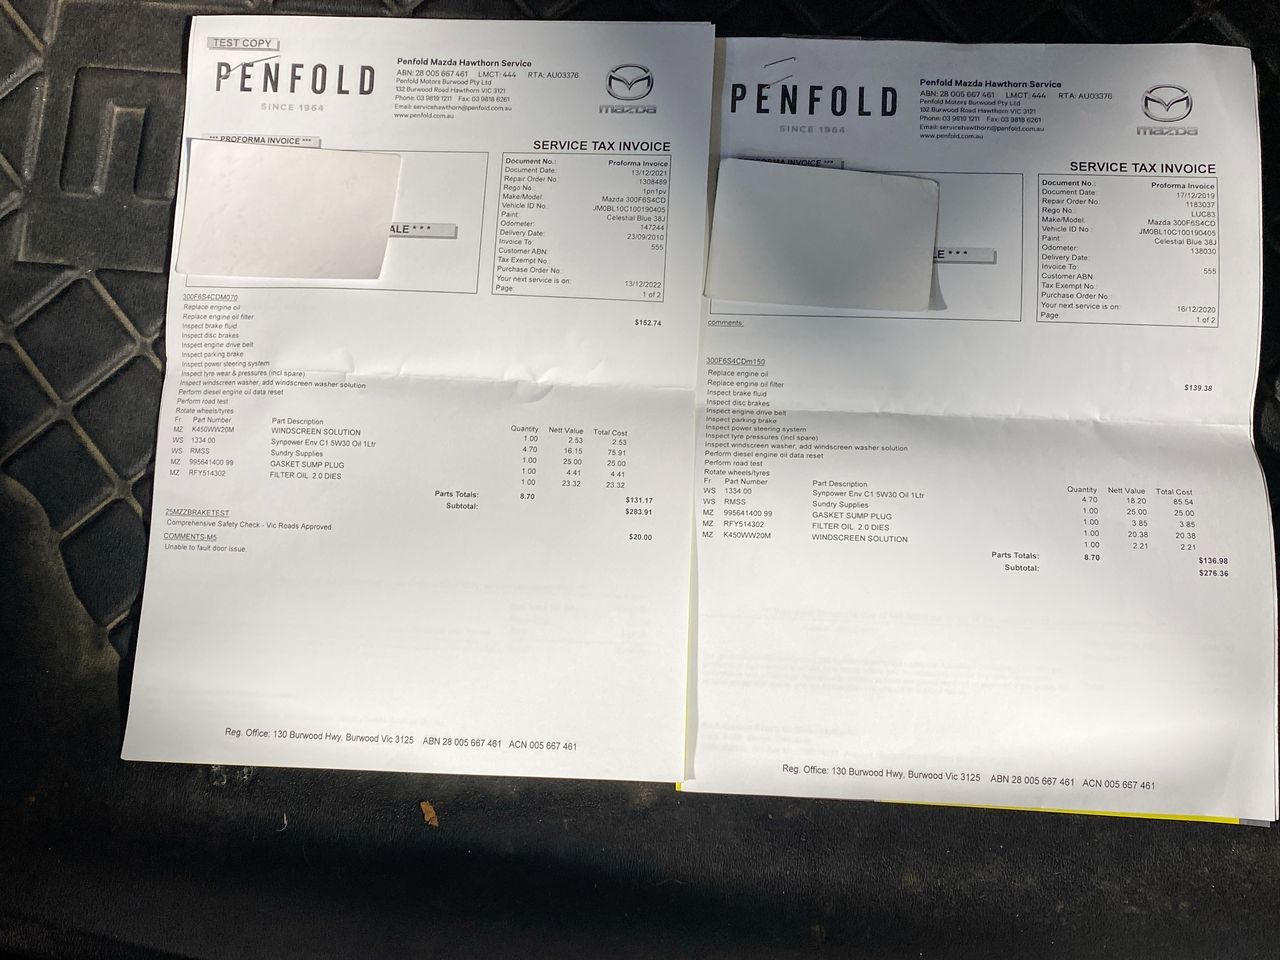 TEST COPY
PENFOLD
SINCE 1964
Penfold Mazda Hawthorn Service
ABN: 28 005 667 461 LMCT: 444 RTA: AU03376
Penfold Motors Burwood Pty Ltd
132 Burwood Road Hawthorn VIC 3121
Phone: 03 9819 1211 Fax: 03 9818 6261
Email: servicehawthorn@penfold.com.au
www.penfold.com.au
mazda
*** PROFORMA INVOICE ***
SERVICE TAX INVOICE
ALE ***
Document No.: Proforma Invoice
Document Date: 13/12/2021
Repair Order No. 1308489
Rego No. 1pn1pv
Make/Model: Mazda 300F6S4CD
Vehicle ID No.: JM0BL10C100190405
Paint: Celestial Blue 38J
Odometer: 147244
Delivery Date: 23/09/2010
Invoice To: 555
Customer ABN:
Tax Exempt No.:
Purchase Order No.:
Your next service is on: 13/12/2022
Page: 1 of 2
300F6S4CDM070
Replace engine oil
Replace engine oil filter
Inspect brake fluid $152.74
Inspect disc brakes
Inspect engine drive belt
Inspect parking brake
Inspect power steering system
Inspect tyre wear & pressures (incl spare)
Inspect windscreen washer, add windscreen washer solution
Perform diesel engine oil data reset
Perform road test
Rotate wheels/tyres
Fr Part Number Part Description Quantity Nett Value Total Cost
MZ K450WW20M WINDSCREEN SOLUTION 1.00 2.53 2.53
WS 1334.00 Synpower Env C1 5W30 Oil 1Ltr 4.70 16.15 75.91
WS RMSS Sundry Supplies 1.00 25.00 25.00
MZ 995641400 99 GASKET SUMP PLUG 1.00 4.41 4.41
MZ RFY514302 FILTER OIL 2.0 DIES 1.00 23.32 23.32
Parts Totals: 8.70 $131.17
Subtotal: $283.91
25MZZBRAKETEST
Comprehensive Safety Check - Vic Roads Approved $20.00
COMMENTS-M5
Unable to fault door issue.
Reg. Office: 130 Burwood Hwy, Burwood Vic 3125 ABN 28 005 667 461 ACN 005 667 461
PENFOLD
SINCE 1964
Penfold Mazda Hawthorn Service
ABN: 28 005 667 461 LMCT: 444 RTA: AU03376
Penfold Motors Burwood Pty Ltd
132 Burwood Road Hawthorn VIC 3121
Phone: 03 9819 1211 Fax: 03 9818 6261
Email: servicehawthorn@penfold.com.au
www.penfold.com.au
mazda
INVOICE ***
SERVICE TAX INVOICE
E ***
Document No.: Proforma Invoice
Document Date: 17/12/2019
Repair Order No. 1183037
Rego No.: LUC83
Make/Model: Mazda 300F6S4CD
Vehicle ID No.: JM0BL10C100190405
Paint: Celestial Blue 38J
Odometer: 138030
Delivery Date:
Invoice To: 555
Customer ABN:
Tax Exempt No.:
Purchase Order No.:
Your next service is on: 16/12/2020
Page: 1 of 2
comments:
300F6S4CDm150
Replace engine oil
Replace engine oil filter $139.38
Inspect brake fluid
Inspect disc brakes
Inspect engine drive belt
Inspect parking brake
Inspect power steering system
Inspect tyre pressures (incl spare)
Inspect windscreen washer, add windscreen washer solution
Perform diesel engine oil data reset
Perform road test
Rotate wheels/tyres
Fr Part Number Part Description Quantity Nett Value Total Cost
WS 1334.00 Synpower Env C1 5W30 Oil 1Ltr 4.70 18.20 85.54
WS RMSS Sundry Supplies 1.00 25.00 25.00
MZ 995641400 99 GASKET SUMP PLUG 1.00 3.85 3.85
MZ RFY514302 FILTER OIL 2.0 DIES 1.00 20.38 20.38
MZ K450WW20M WINDSCREEN SOLUTION 1.00 2.21 2.21
Parts Totals: 8.70 $136.98
Subtotal: $276.36
Reg. Office: 130 Burwood Hwy, Burwood Vic 3125 ABN 28 005 667 461 ACN 005 667 461